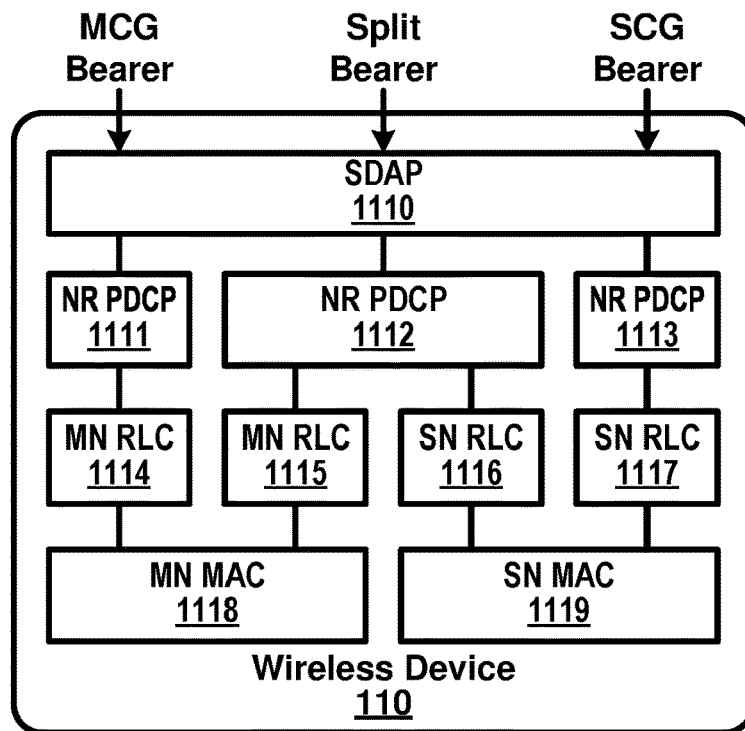 MCG Split SCG
Bearer Bearer Bearer
SDAP
1110
NR PDCP NR PDCP NR PDCP
1111 1112 1113
MN RLC MN RLC SN RLC SN RLC
1114 1115 1116 1117
MN MAC SN MAC
1118 1119
Wireless Device
110